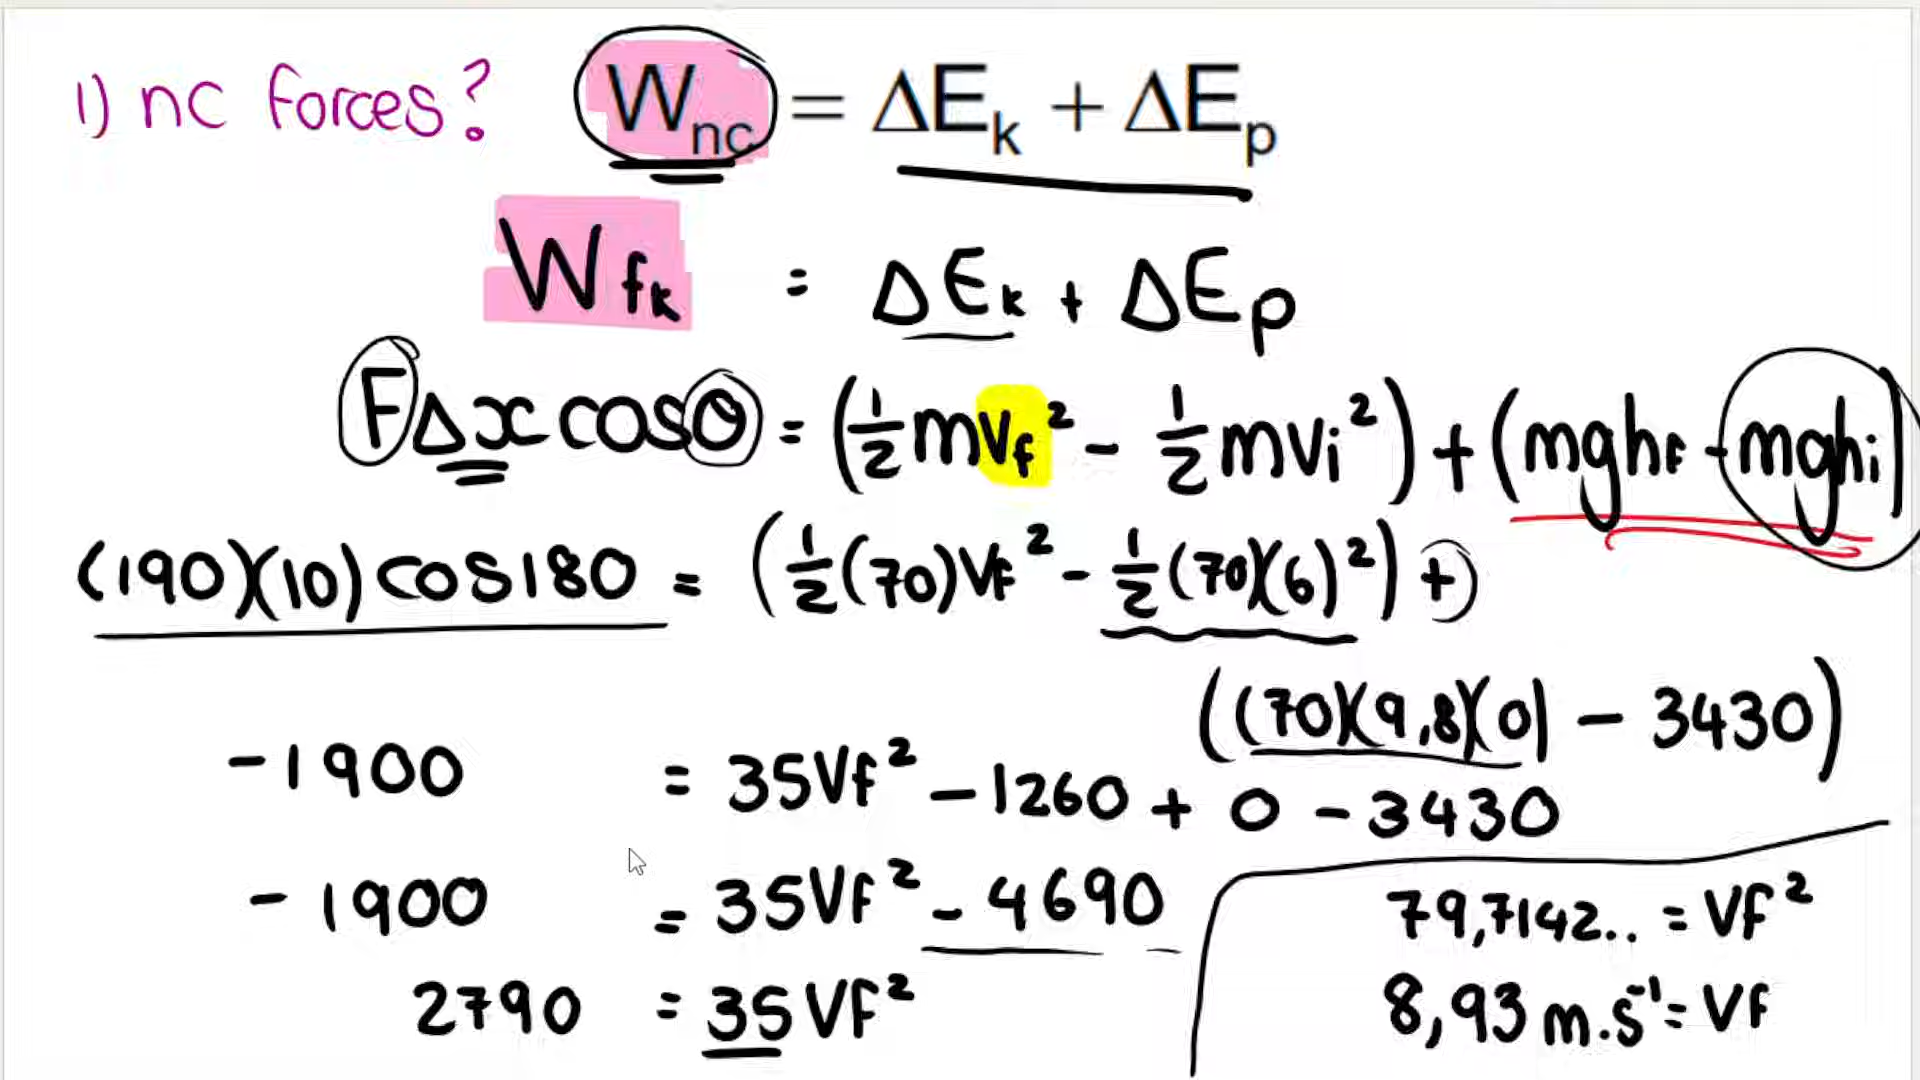 1) nc forces? Wnc = ΔEk + ΔEp
Wfk = ΔEk + ΔEp
FΔx cosθ = (½mVf² - ½mVi²) + (mghf - mghi)
(190)(10)cos180 = (½(70)Vf² - ½(70)(6)²) +
((70)(9,8)(0) - 3430)
-1900 = 35Vf² - 1260 + 0 - 3430
-1900 = 35Vf² - 4690
2790 = 35Vf²
79,7142.. = Vf²
8,93 m.s⁻¹ = Vf